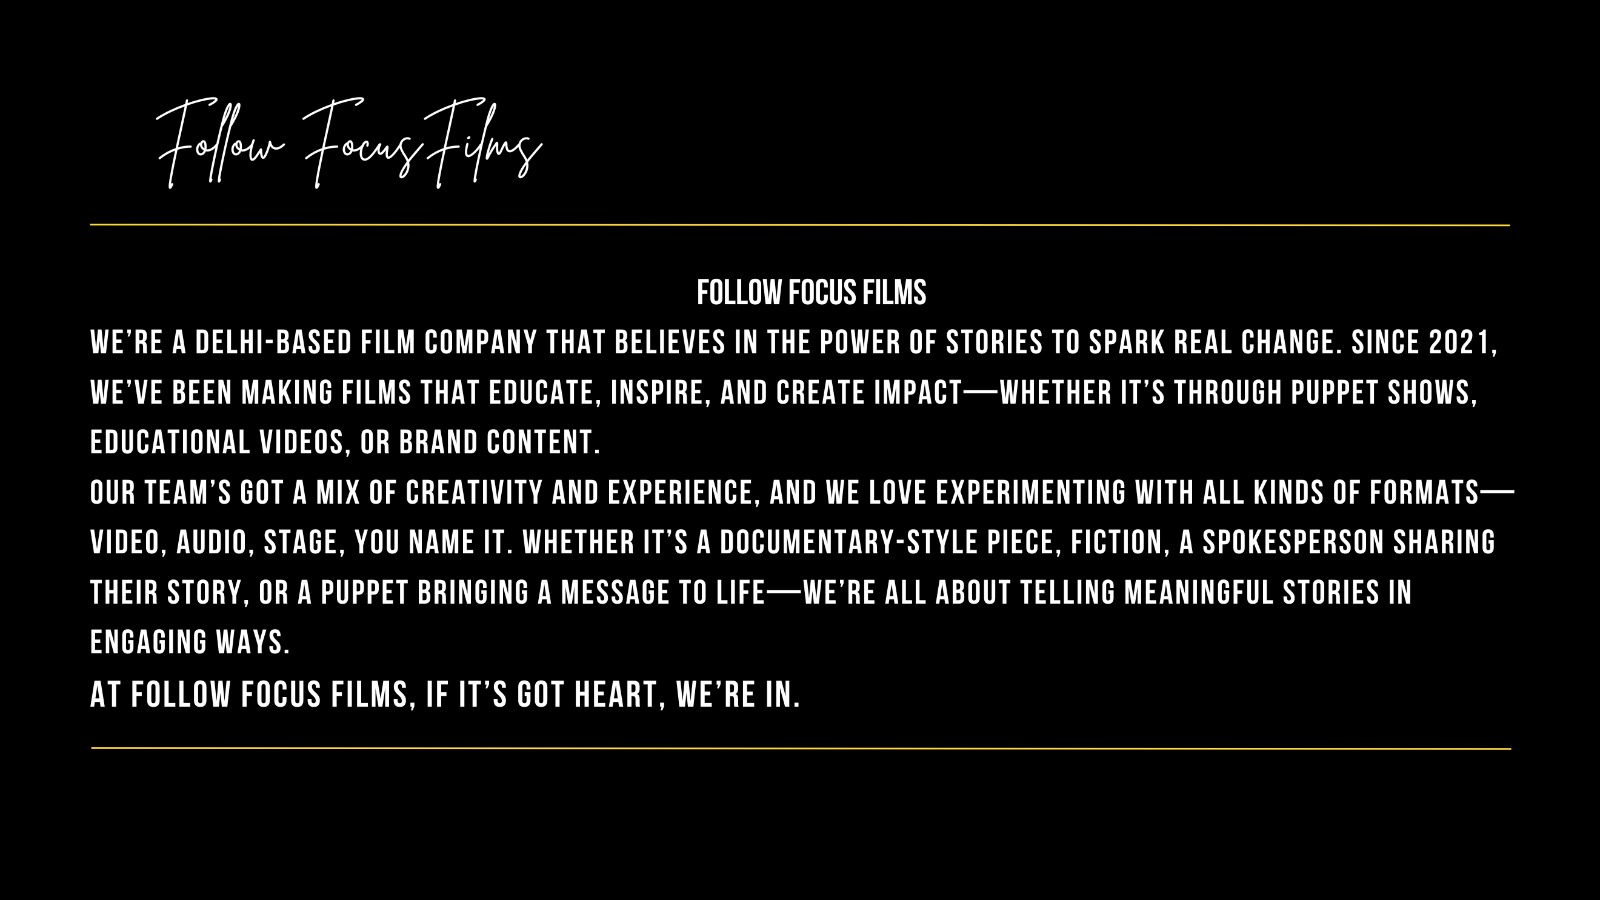 Follow Focus Films
FOLLOW FOCUS FILMS
WE’RE A DELHI-BASED FILM COMPANY THAT BELIEVES IN THE POWER OF STORIES TO SPARK REAL CHANGE. SINCE 2021,
WE’VE BEEN MAKING FILMS THAT EDUCATE, INSPIRE, AND CREATE IMPACT—WHETHER IT’S THROUGH PUPPET SHOWS,
EDUCATIONAL VIDEOS, OR BRAND CONTENT.
OUR TEAM’S GOT A MIX OF CREATIVITY AND EXPERIENCE, AND WE LOVE EXPERIMENTING WITH ALL KINDS OF FORMATS—
VIDEO, AUDIO, STAGE, YOU NAME IT. WHETHER IT’S A DOCUMENTARY-STYLE PIECE, FICTION, A SPOKESPERSON SHARING
THEIR STORY, OR A PUPPET BRINGING A MESSAGE TO LIFE—WE’RE ALL ABOUT TELLING MEANINGFUL STORIES IN
ENGAGING WAYS.
AT FOLLOW FOCUS FILMS, IF IT’S GOT HEART, WE’RE IN.